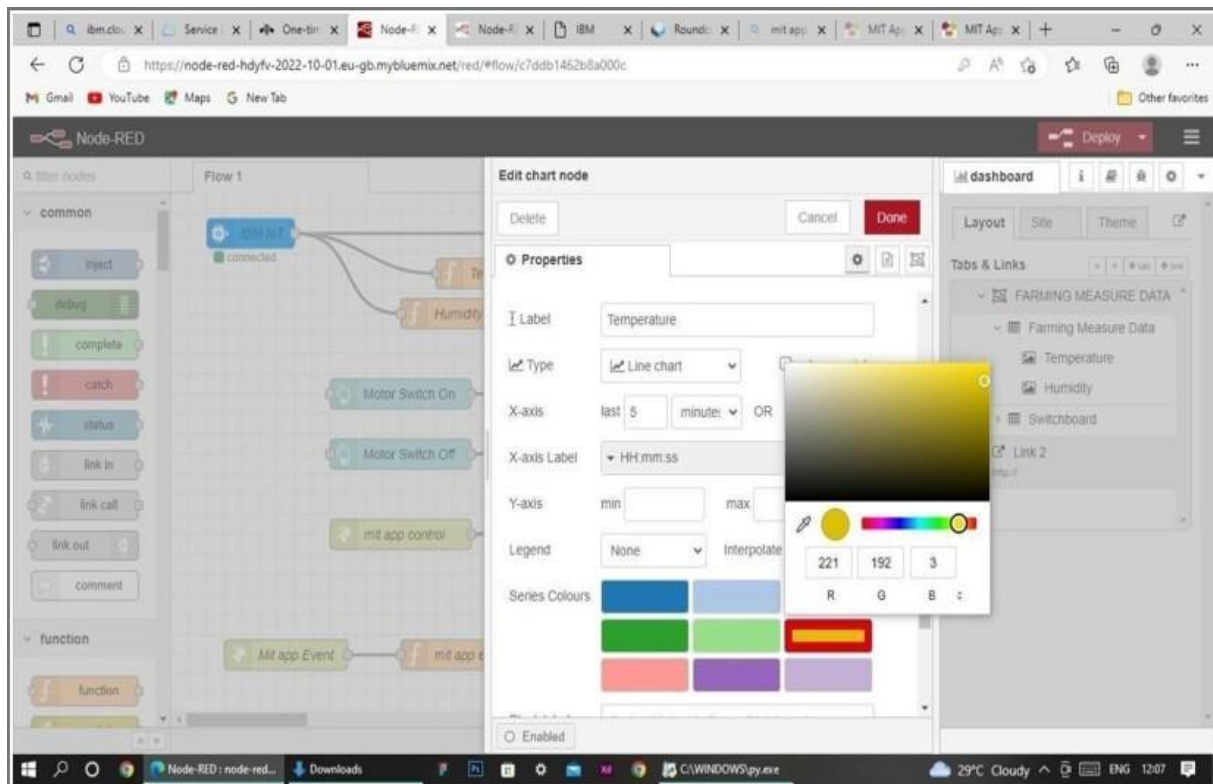 ibm.clou
Service
One-tim
Node-R
Node-R
IBM
Roundc
mit app
MIT Ap
MIT Ap
https://node-red-hdyfv-2022-10-01.eu-gb.mybluemix.net/red/#flow/c7ddb1462b8a000c
Gmail YouTube Maps New Tab Other favorites
Node-RED Deploy
filter nodes
common
inject
debug
complete
catch
status
link in
link call
link out
comment
function
function
Flow 1
IBM IoT
connected
Te
Humidity
Motor Switch On
Motor Switch Off
mit app control
Mit app Event
mit app e
Edit chart node
Delete Cancel Done
Properties
Label Temperature
Type Line chart
X-axis last 5 minutes OR
X-axis Label HH:mm:ss
Y-axis min max
Legend None Interpolate
Series Colours
Enabled
221 192 3
R G B
dashboard
Layout Site Theme
Tabs & Links
FARMING MEASURE DATA
Farming Measure Data
Temperature
Humidity
Switchboard
Link 2
http://
Node-RED : node-red... Downloads C:\WINDOWS\py.exe 29°C Cloudy ENG 12:07